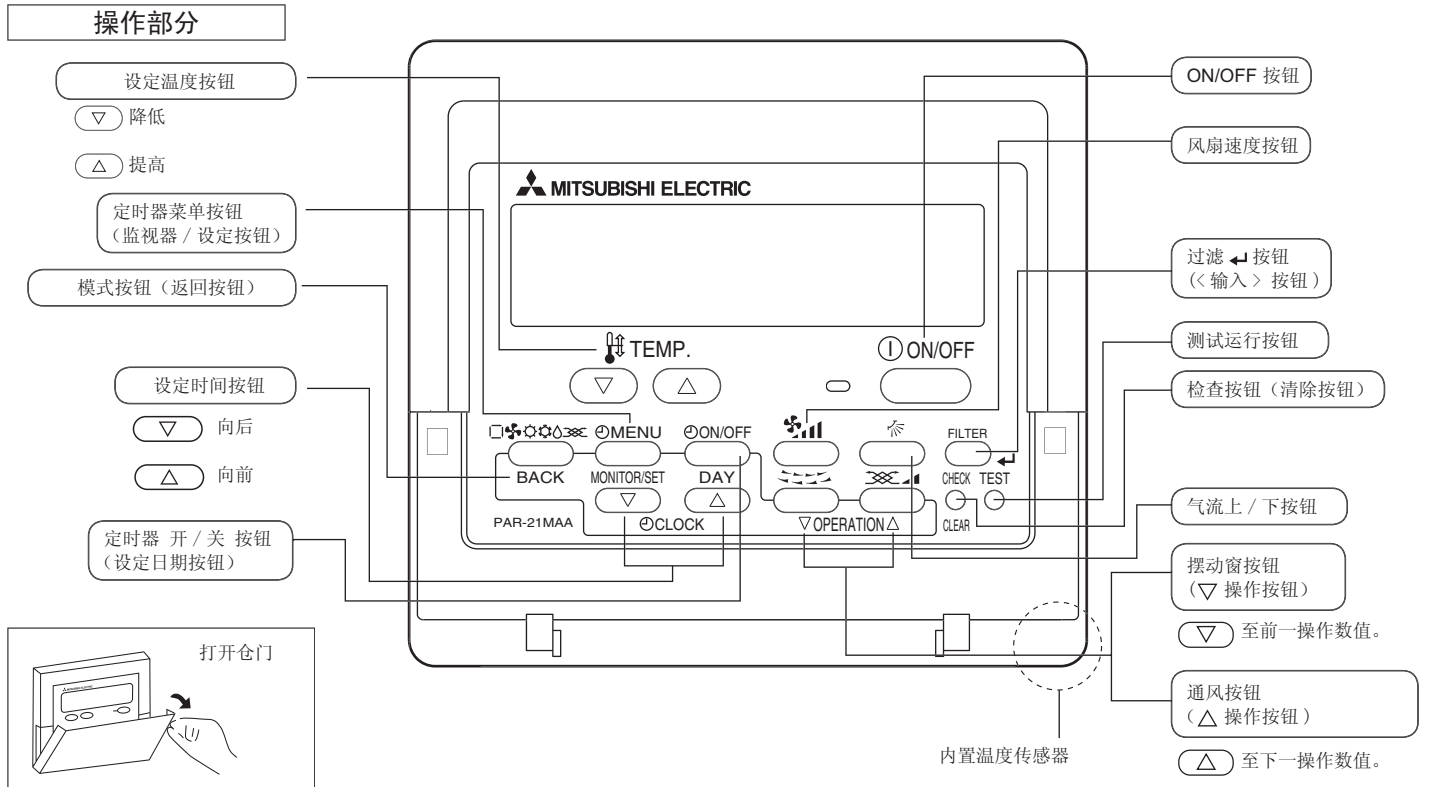 操作部分
设定温度按钮
▽ 降低
△ 提高
定时器菜单按钮
（监视器 / 设定按钮）
模式按钮（返回按钮）
设定时间按钮
▽ 向后
△ 向前
定时器 开 / 关 按钮
（设定日期按钮）
打开仓门
MITSUBISHI ELECTRIC
TEMP.
ON/OFF
▽ △
MENU ON/OFF FILTER
BACK MONITOR/SET DAY CHECK TEST
▽ △
PAR-21MAA CLOCK ▽ OPERATION △ CLEAR
ON/OFF 按钮
风扇速度按钮
过滤 ↵ 按钮
(< 输入 > 按钮 )
测试运行按钮
检查按钮（清除按钮）
气流上 / 下按钮
摆动窗按钮
（▽ 操作按钮）
▽ 至前一操作数值。
通风按钮
（△ 操作按钮 ）
△ 至下一操作数值。
内置温度传感器